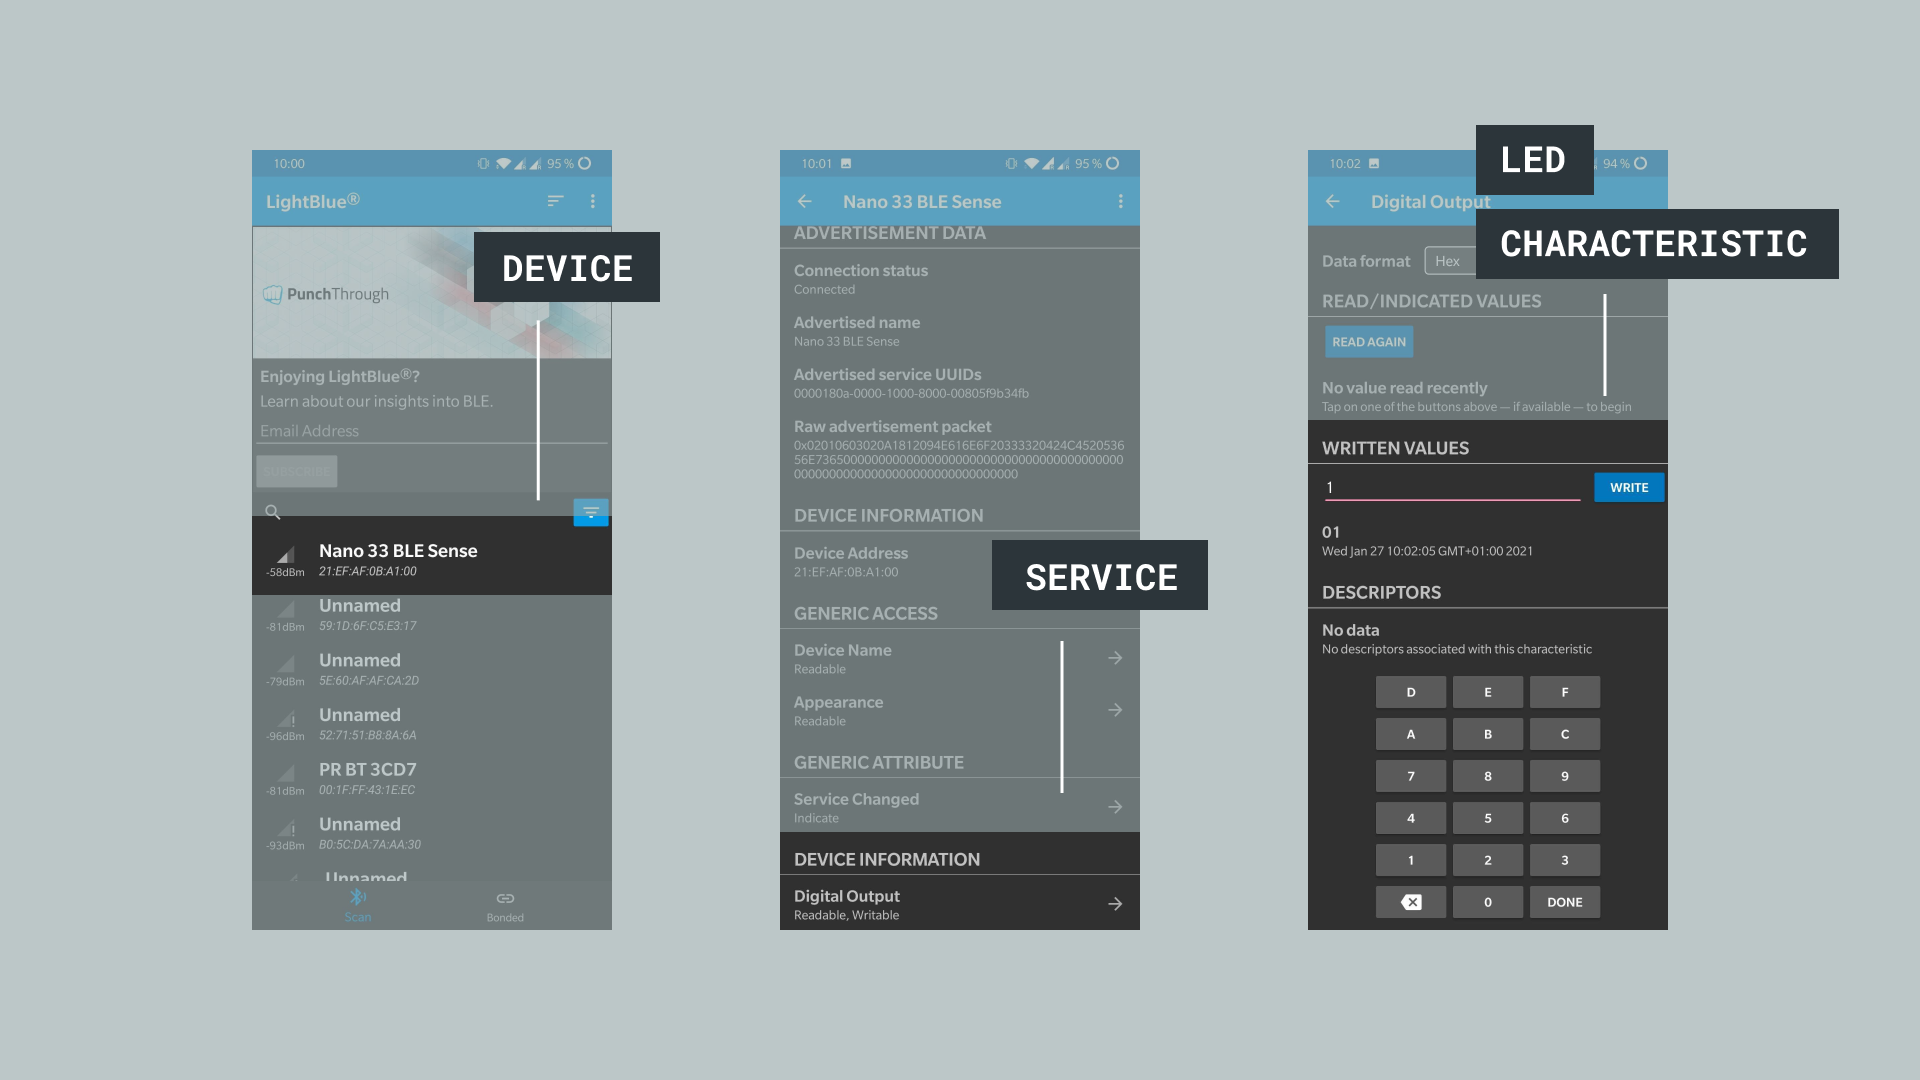 10:00
95 %
LightBlue®
DEVICE
PunchThrough
Enjoying LightBlue®?
Learn about our insights into BLE.
Email Address
SUBSCRIBE
Nano 33 BLE Sense
-58dBm
21:EF:AF:0B:A1:00
Unnamed
-81dBm
59:1D:6F:C5:E3:17
Unnamed
-79dBm
5E:60:AF:AF:CA:2D
Unnamed
-96dBm
52:71:51:B8:8A:6A
PR BT 3CD7
-81dBm
00:1F:FF:43:1E:EC
Unnamed
-93dBm
B0:5C:DA:7A:AA:30
Unnamed
Scan
Bonded
10:01
95 %
Nano 33 BLE Sense
ADVERTISEMENT DATA
Connection status
Connected
Advertised name
Nano 33 BLE Sense
Advertised service UUIDs
0000180a-0000-1000-8000-00805f9b34fb
Raw advertisement packet
DEVICE INFORMATION
Device Address
21:EF:AF:0B:A1:00
SERVICE
GENERIC ACCESS
Device Name
Readable
Appearance
Readable
GENERIC ATTRIBUTE
Service Changed
Indicate
DEVICE INFORMATION
Digital Output
Readable, Writable
10:02
94 %
LED
Digital Output
CHARACTERISTIC
Data format
Hex
READ/INDICATED VALUES
READ AGAIN
No value read recently
Tap on one of the buttons above — if available — to begin
WRITTEN VALUES
1
WRITE
01
Wed Jan 27 10:02:05 GMT+01:00 2021
DESCRIPTORS
No data
No descriptors associated with this characteristic
D E F
A B C
7 8 9
4 5 6
1 2 3
0 DONE